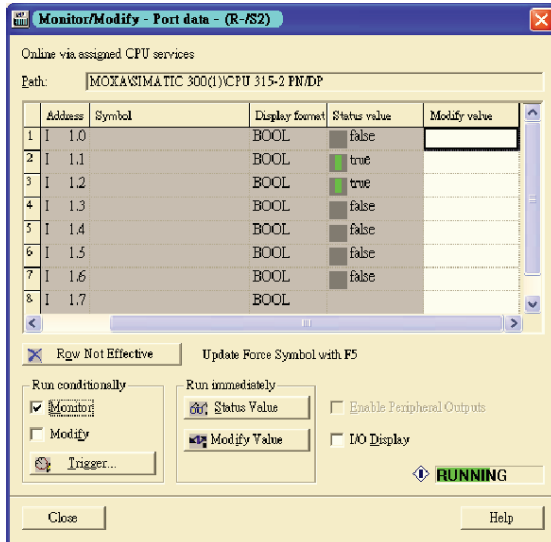 Monitor/Modify - Port data - (R-/S2)
Online via assigned CPU services
Path: MOXA\SIMATIC 300(1)\CPU 315-2 PN/DP
Address Symbol Display format Status value Modify value
1 I 1.0 BOOL false
2 I 1.1 BOOL true
3 I 1.2 BOOL true
4 I 1.3 BOOL false
5 I 1.4 BOOL false
6 I 1.5 BOOL false
7 I 1.6 BOOL false
8 I 1.7 BOOL
Row Not Effective Update Force Symbol with F5
Run conditionally Run immediately
Monitor Status Value Enable Peripheral Outputs
Modify Modify Value I/O Display
Trigger... RUNNING
Close Help